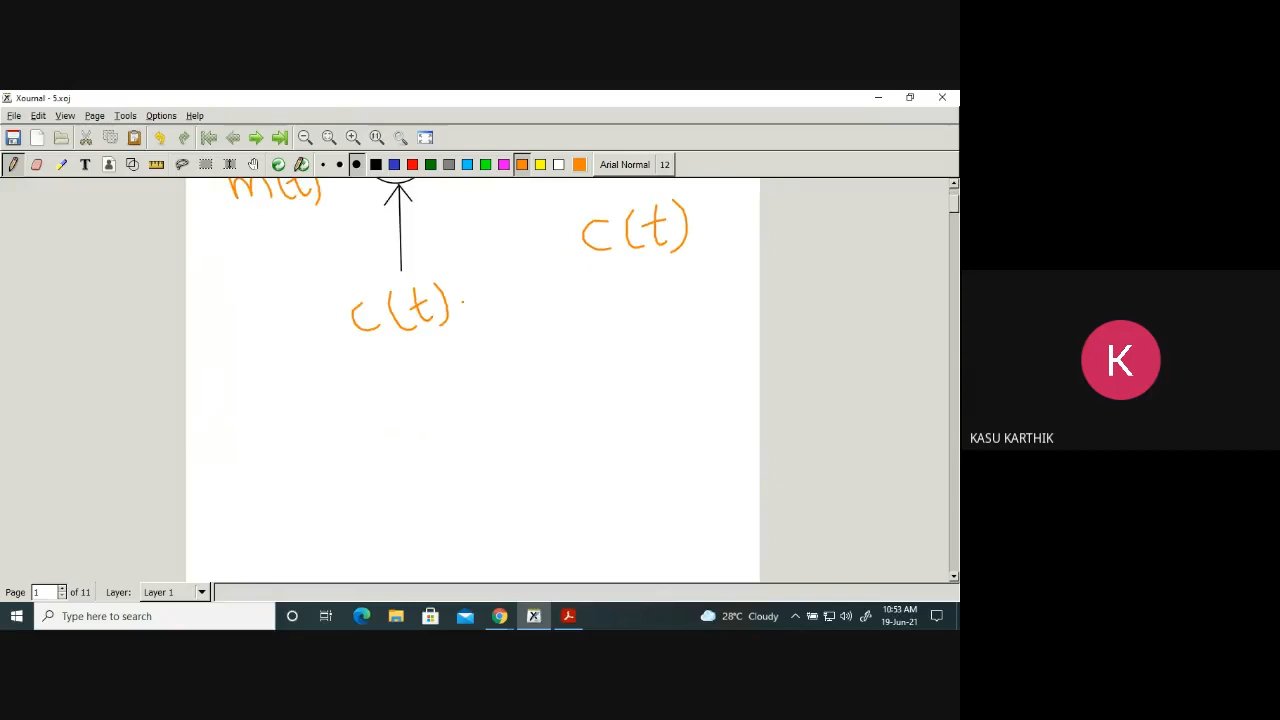 Xournal - 5.xoj
File Edit View Page Tools Options Help
T Arial Normal 12
m(t)
c(t)
c(t)
K
KASU KARTHIK
Page 1 of 11 Layer: Layer 1
Type here to search 28°C Cloudy 10:53 AM
19-Jun-21